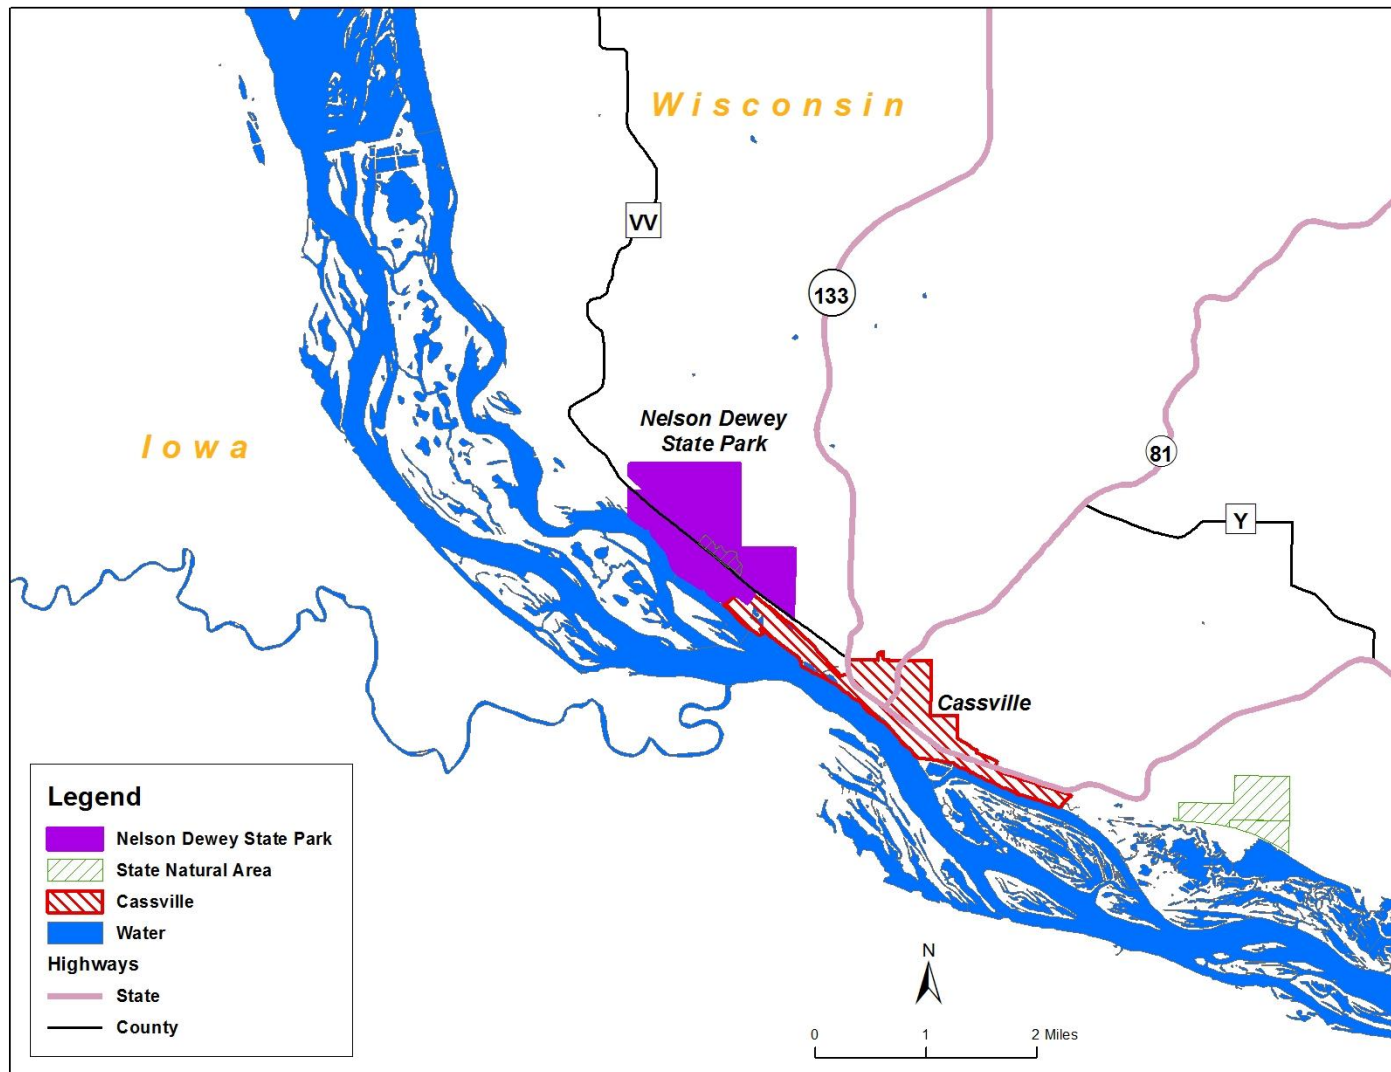 Wisconsin
VV
133
Nelson Dewey
State Park
Iowa
81
Y
Cassville
Legend
Nelson Dewey State Park
State Natural Area
Cassville
Water
Highways
State
County
N
0 1 2 Miles